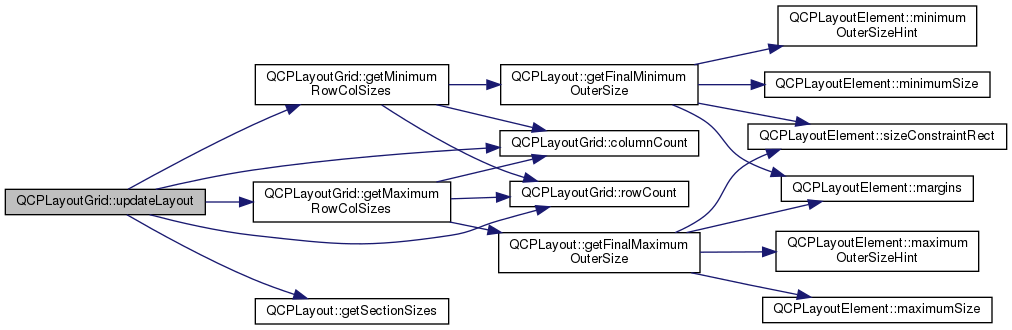 QCPLayoutElement::minimum
OuterSizeHint
QCPLayoutGrid::getMinimum
RowColSizes
QCPLayout::getFinalMinimum
OuterSize
QCPLayoutElement::minimumSize
QCPLayoutElement::sizeConstraintRect
QCPLayoutGrid::columnCount
QCPLayoutGrid::updateLayout
QCPLayoutGrid::getMaximum
RowColSizes
QCPLayoutGrid::rowCount
QCPLayoutElement::margins
QCPLayout::getFinalMaximum
OuterSize
QCPLayoutElement::maximum
OuterSizeHint
QCPLayout::getSectionSizes
QCPLayoutElement::maximumSize